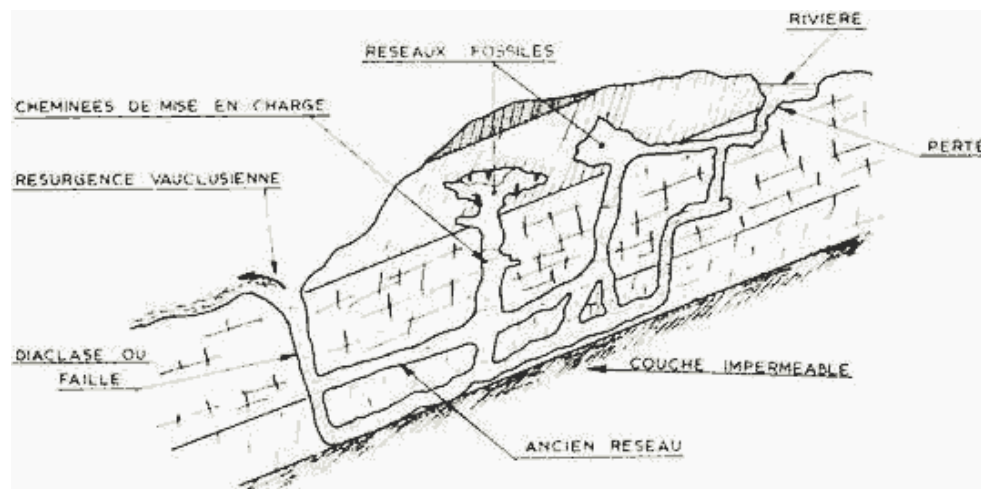 RIVIERE
RESEAUX FOSSILES
CHEMINEES DE MISE EN CHARGE
PERTE
RESURGENCE VAUCLUSIENNE
DIACLASE OU
FAILLE
COUCHE IMPERMEABLE
ANCIEN RESEAU